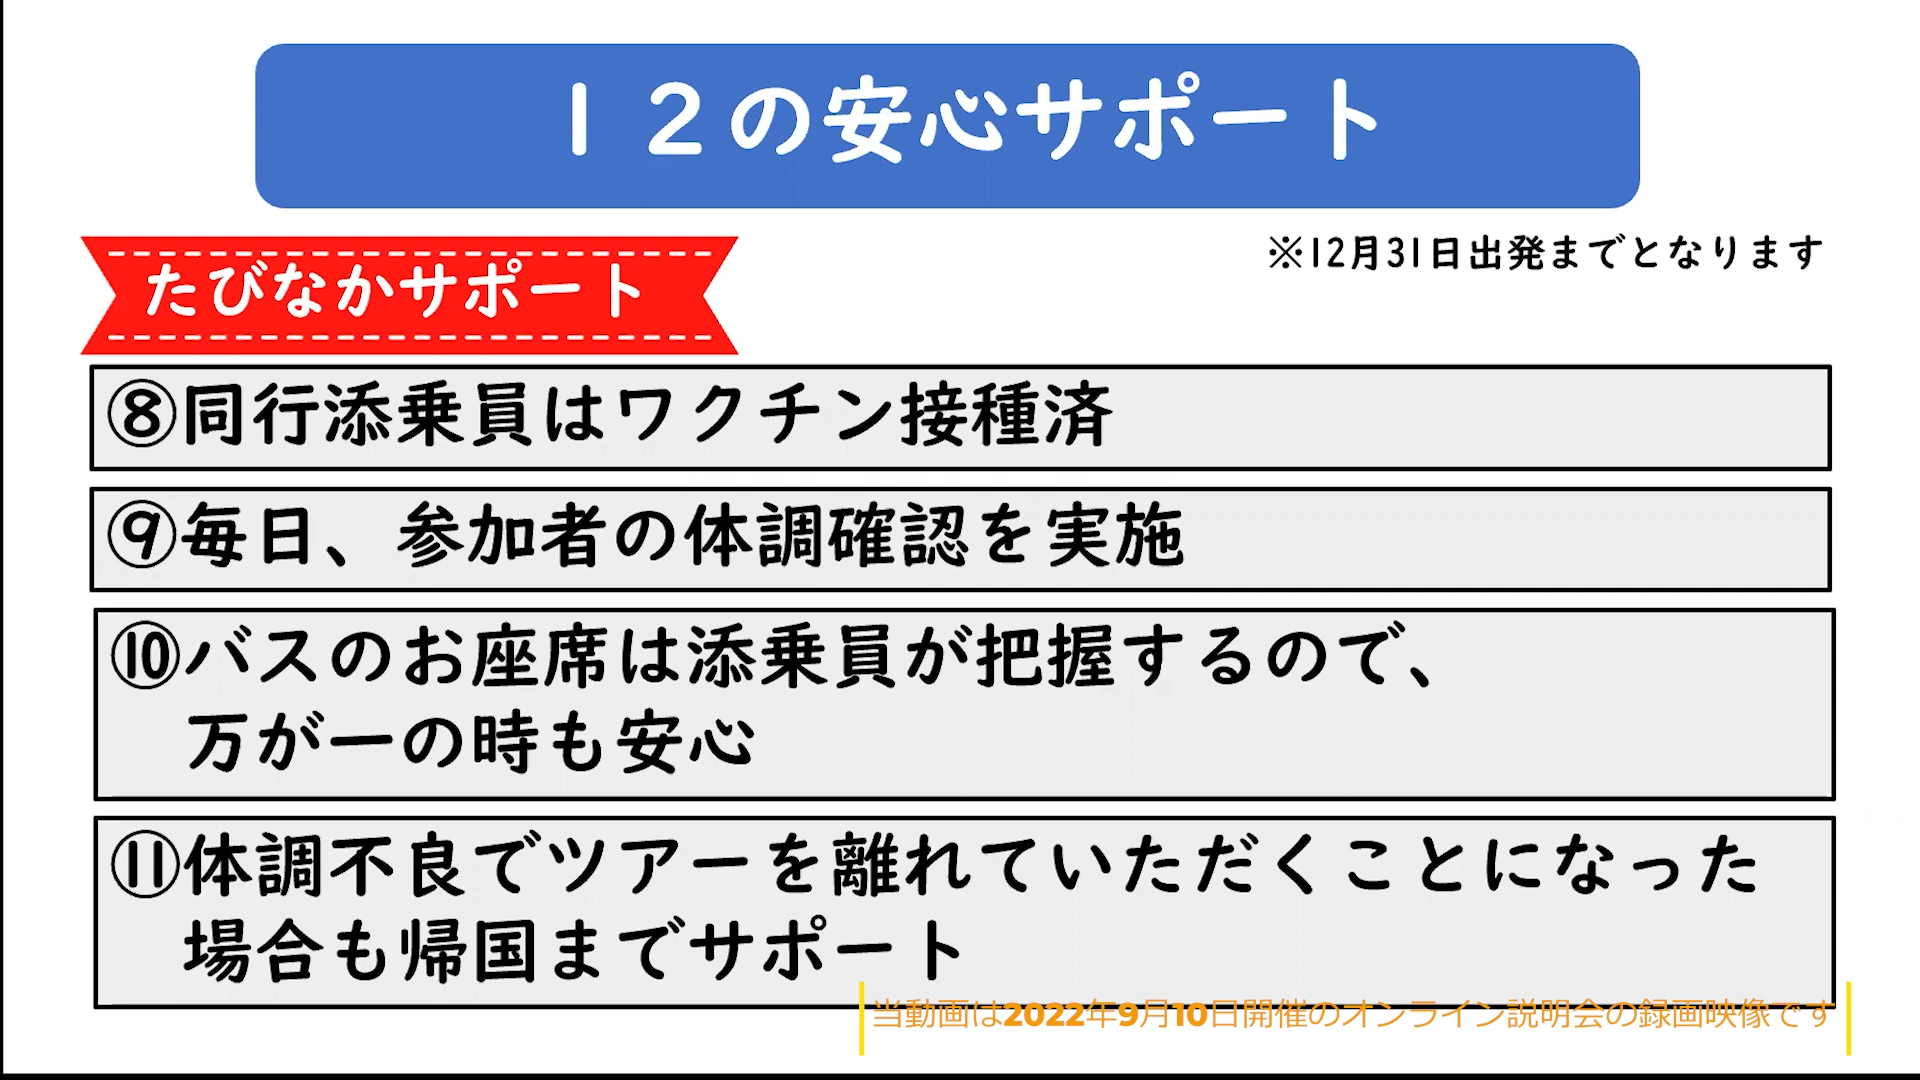 １２の安心サポート
※12月31日出発までとなります
たびなかサポート
⑧同行添乗員はワクチン接種済
⑨毎日、参加者の体調確認を実施
⑩バスのお座席は添乗員が把握するので、
万が一の時も安心
⑪体調不良でツアーを離れていただくことになった
場合も帰国までサポート
当動画は2022年9月10日開催のオンライン説明会の録画映像です